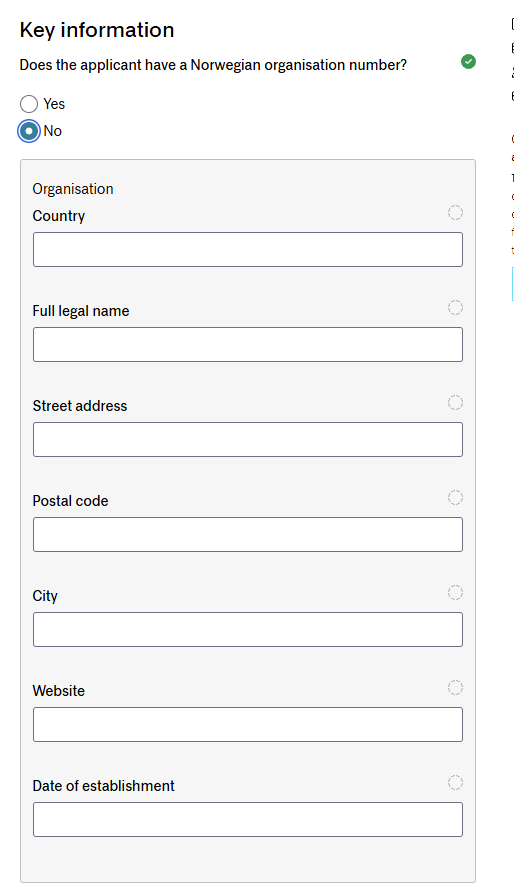 Key information
Does the applicant have a Norwegian organisation number?
Yes
No
Organisation
Country
Full legal name
Street address
Postal code
City
Website
Date of establishment